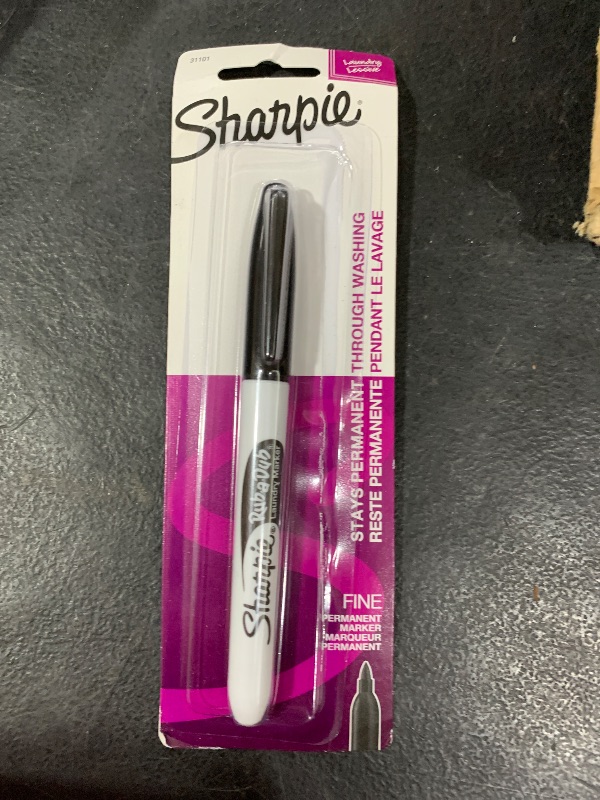 31101
Laundry
Lessive
Sharpie®
STAYS PERMANENT THROUGH WASHING
RESTE PERMANENTE PENDANT LE LAVAGE
Sharpie® Rub a Dub
Laundry Marker
FINE
PERMANENT
MARKER
MARQUEUR
PERMANENT